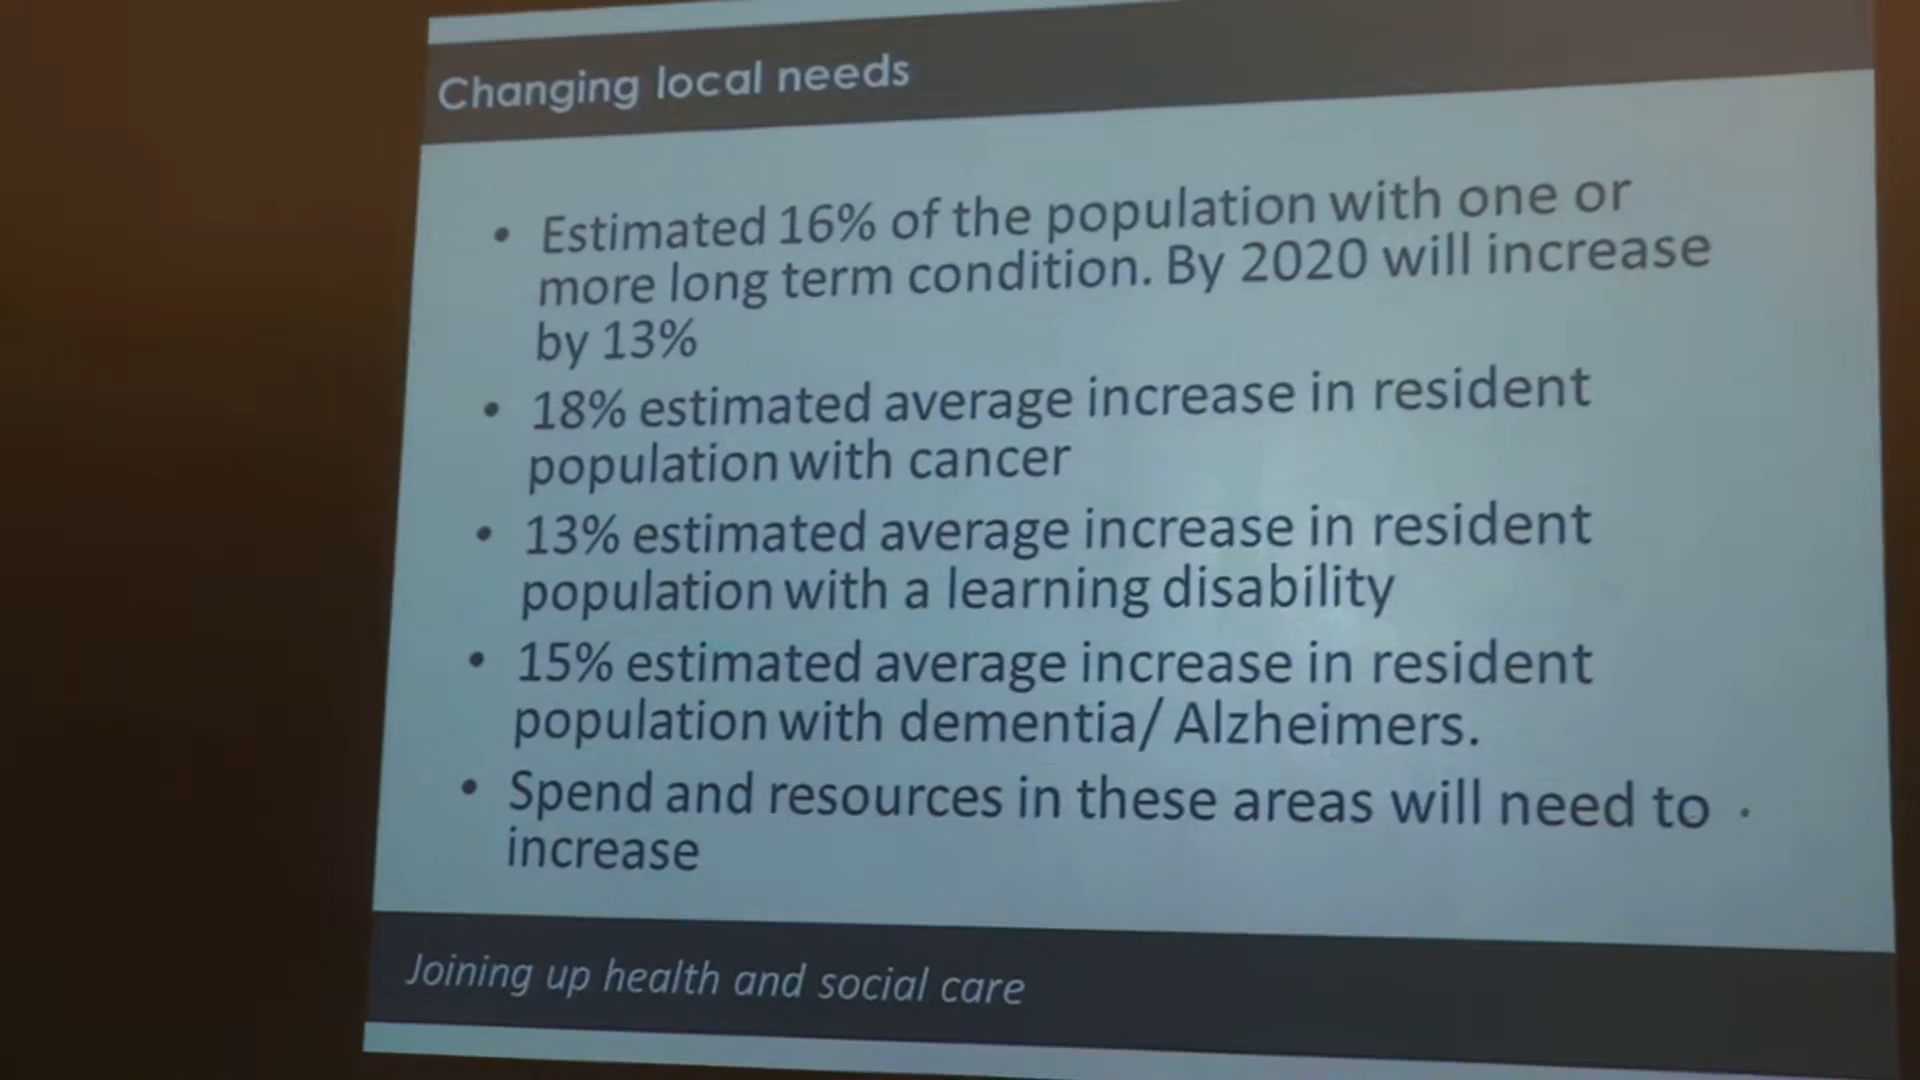 Changing local needs
• Estimated 16% of the population with one or
more long term condition. By 2020 will increase
by 13%
• 18% estimated average increase in resident
population with cancer
• 13% estimated average increase in resident
population with a learning disability
• 15% estimated average increase in resident
population with dementia/ Alzheimers.
• Spend and resources in these areas will need to
increase
Joining up health and social care